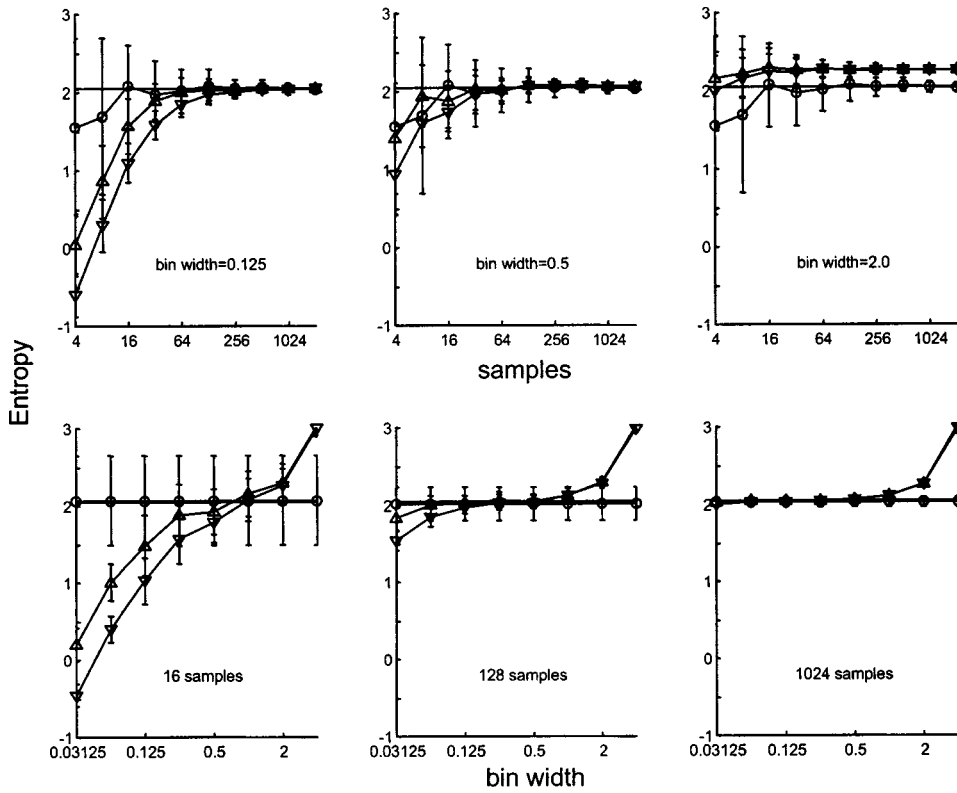 3
2
1
0
-1
4 16 64 256 1024
bin width=0.125
3
2
1
0
-1
4 16 64 256 1024
bin width=0.5
3
2
1
0
-1
4 16 64 256 1024
bin width=2.0
samples
Entropy
3
2
1
0
-1
0.03125 0.125 0.5 2
16 samples
3
2
1
0
-1
0.03125 0.125 0.5 2
128 samples
3
2
1
0
-1
0.03125 0.125 0.5 2
1024 samples
bin width